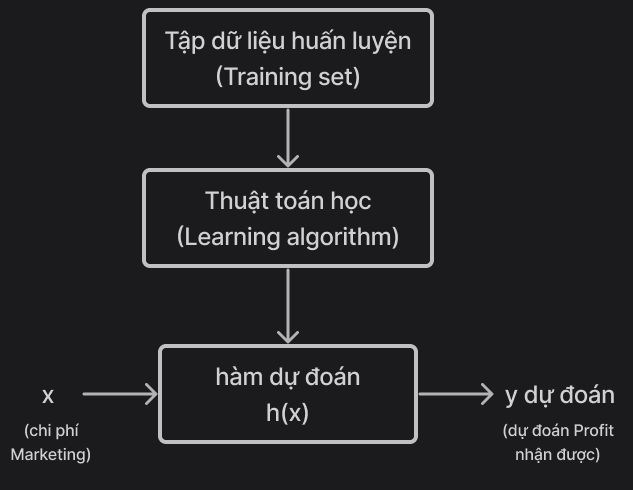 Tập dữ liệu huấn luyện
(Training set)
Thuật toán học
(Learning algorithm)
hàm dự đoán
h(x)
x
(chi phí
Marketing)
y dự đoán
(dự đoán Profit
nhận được)